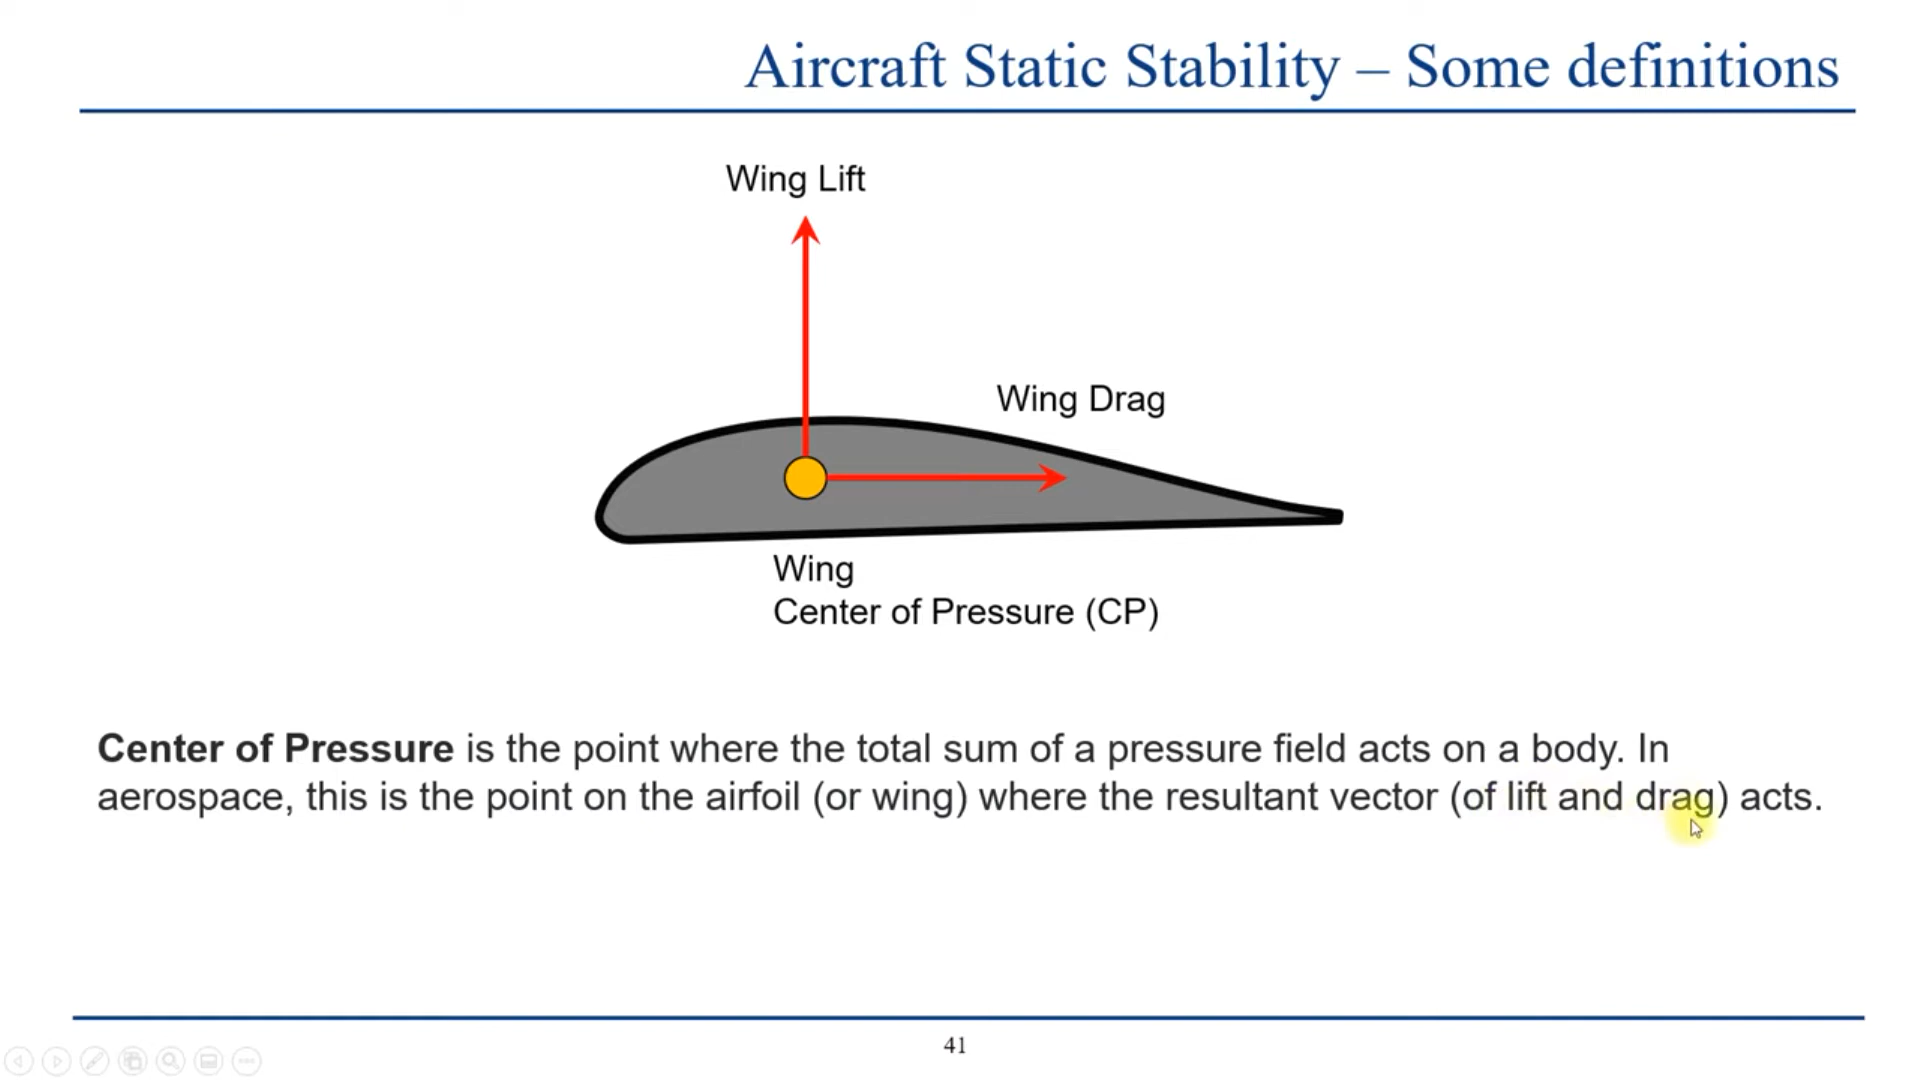 Aircraft Static Stability – Some definitions
Wing Lift
Wing Drag
Wing
Center of Pressure (CP)
Center of Pressure is the point where the total sum of a pressure field acts on a body. In
aerospace, this is the point on the airfoil (or wing) where the resultant vector (of lift and drag) acts.
41